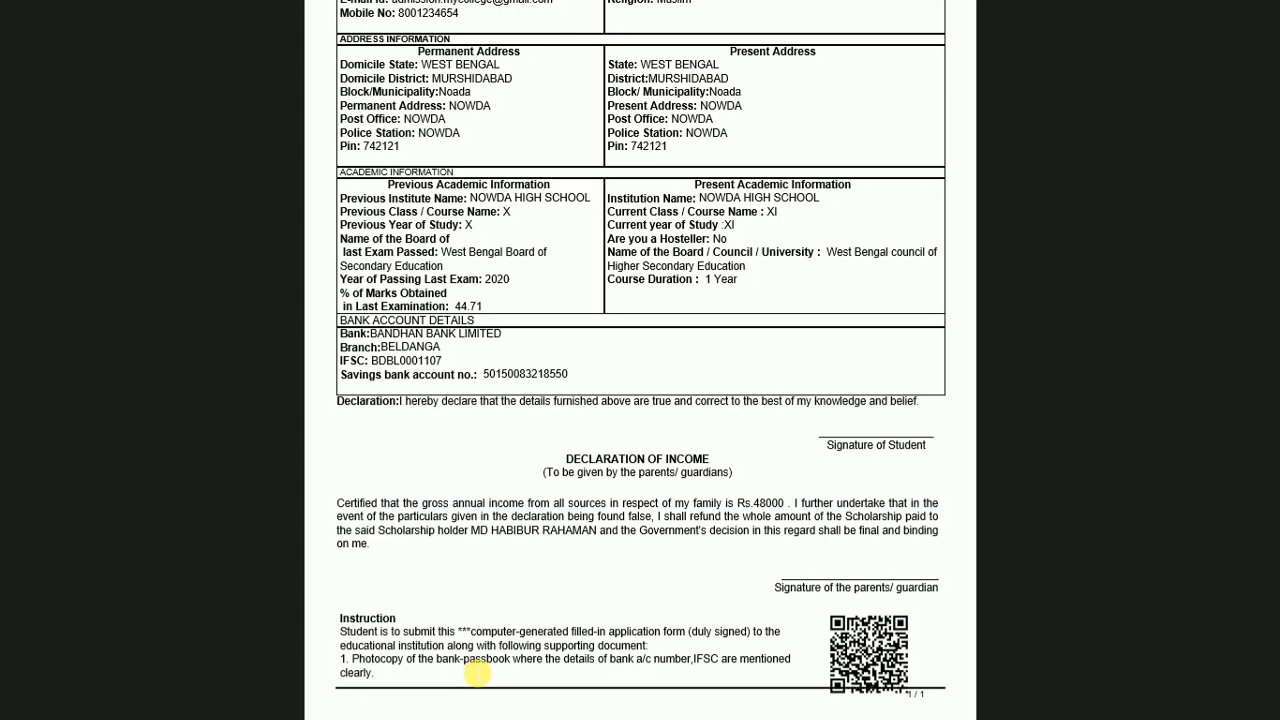 E-mail Id: admission.mycollege@gmail.com
Religion: Muslim
Mobile No: 8001234654
ADDRESS INFORMATION
Permanent Address
Domicile State: WEST BENGAL
Domicile District: MURSHIDABAD
Block/Municipality:Noada
Permanent Address: NOWDA
Post Office: NOWDA
Police Station: NOWDA
Pin: 742121
Present Address
State: WEST BENGAL
District:MURSHIDABAD
Block/ Municipality:Noada
Present Address: NOWDA
Post Office: NOWDA
Police Station: NOWDA
Pin: 742121
ACADEMIC INFORMATION
Previous Academic Information
Previous Institute Name: NOWDA HIGH SCHOOL
Previous Class / Course Name: X
Previous Year of Study: X
Name of the Board of
last Exam Passed: West Bengal Board of
Secondary Education
Year of Passing Last Exam: 2020
% of Marks Obtained
in Last Examination: 44.71
Present Academic Information
Institution Name: NOWDA HIGH SCHOOL
Current Class / Course Name : XI
Current year of Study :XI
Are you a Hosteller: No
Name of the Board / Council / University : West Bengal council of
Higher Secondary Education
Course Duration : 1 Year
BANK ACCOUNT DETAILS
Bank:BANDHAN BANK LIMITED
Branch:BELDANGA
IFSC: BDBL0001107
Savings bank account no.: 50150083218550
Declaration:I hereby declare that the details furnished above are true and correct to the best of my knowledge and belief.
Signature of Student
DECLARATION OF INCOME
(To be given by the parents/ guardians)
Certified that the gross annual income from all sources in respect of my family is Rs.48000 . I further undertake that in the
event of the particulars given in the declaration being found false, I shall refund the whole amount of the Scholarship paid to
the said Scholarship holder MD HABIBUR RAHAMAN and the Government's decision in this regard shall be final and binding
on me.
Signature of the parents/ guardian
Instruction
Student is to submit this ***computer-generated filled-in application form (duly signed) to the
educational institution along with following supporting document:
1. Photocopy of the bank-passbook where the details of bank a/c number,IFSC are mentioned
clearly.
1 / 1